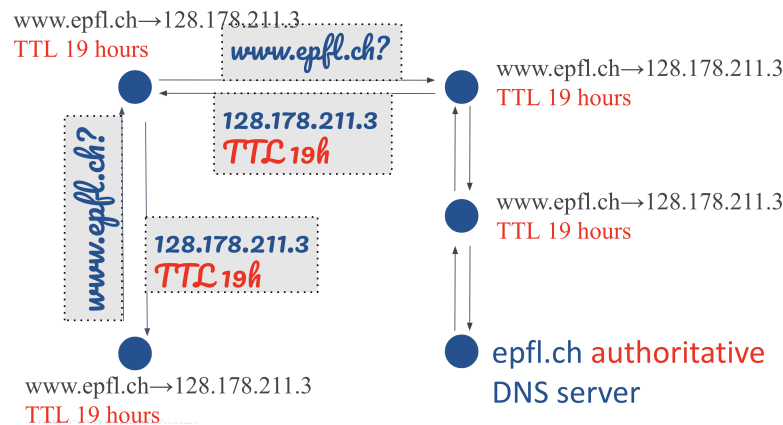 www.epfl.ch→128.178.211.3
TTL 19 hours
www.epfl.ch?
www.epfl.ch→128.178.211.3
TTL 19 hours
128.178.211.3
TTL 19h
www.epfl.ch?
www.epfl.ch→128.178.211.3
TTL 19 hours
128.178.211.3
TTL 19h
epfl.ch authoritative
DNS server
www.epfl.ch→128.178.211.3
TTL 19 hours